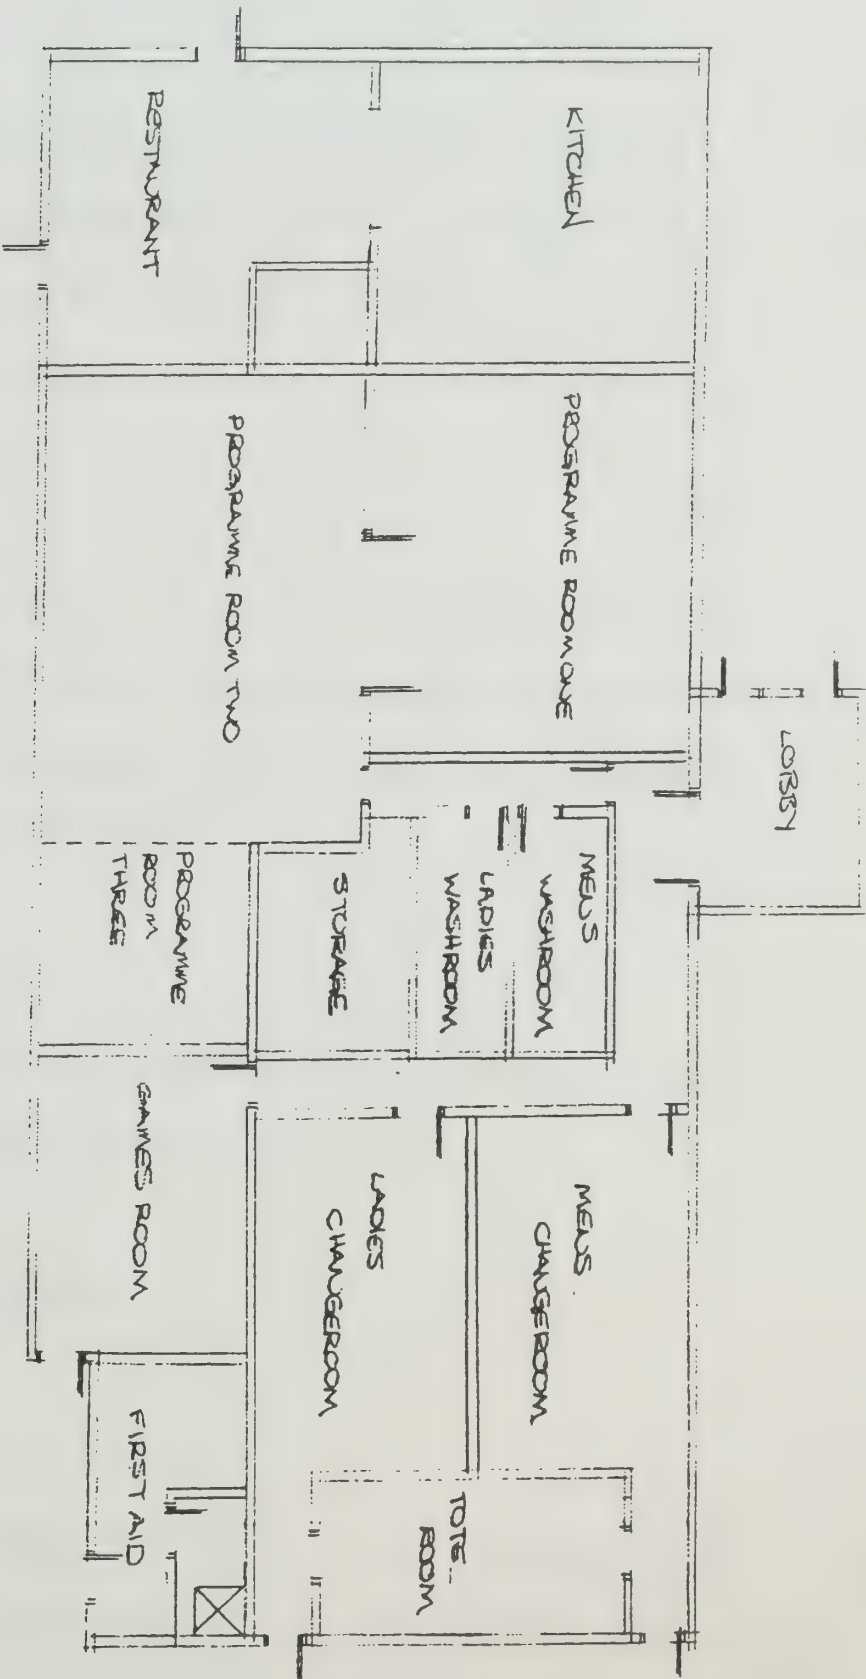 KITCHEN
RESTAURANT
PROGRAMME ROOM ONE
PROGRAMME ROOM TWO
LOBBY
MENS
WASHROOM
LADIES
WASHROOM
STORAGE
PROGRAMME
ROOM
THREE
GAMES ROOM
MENS
CHANGEROOM
LADIES
CHANGEROOM
TOTE
ROOM
FIRST AID